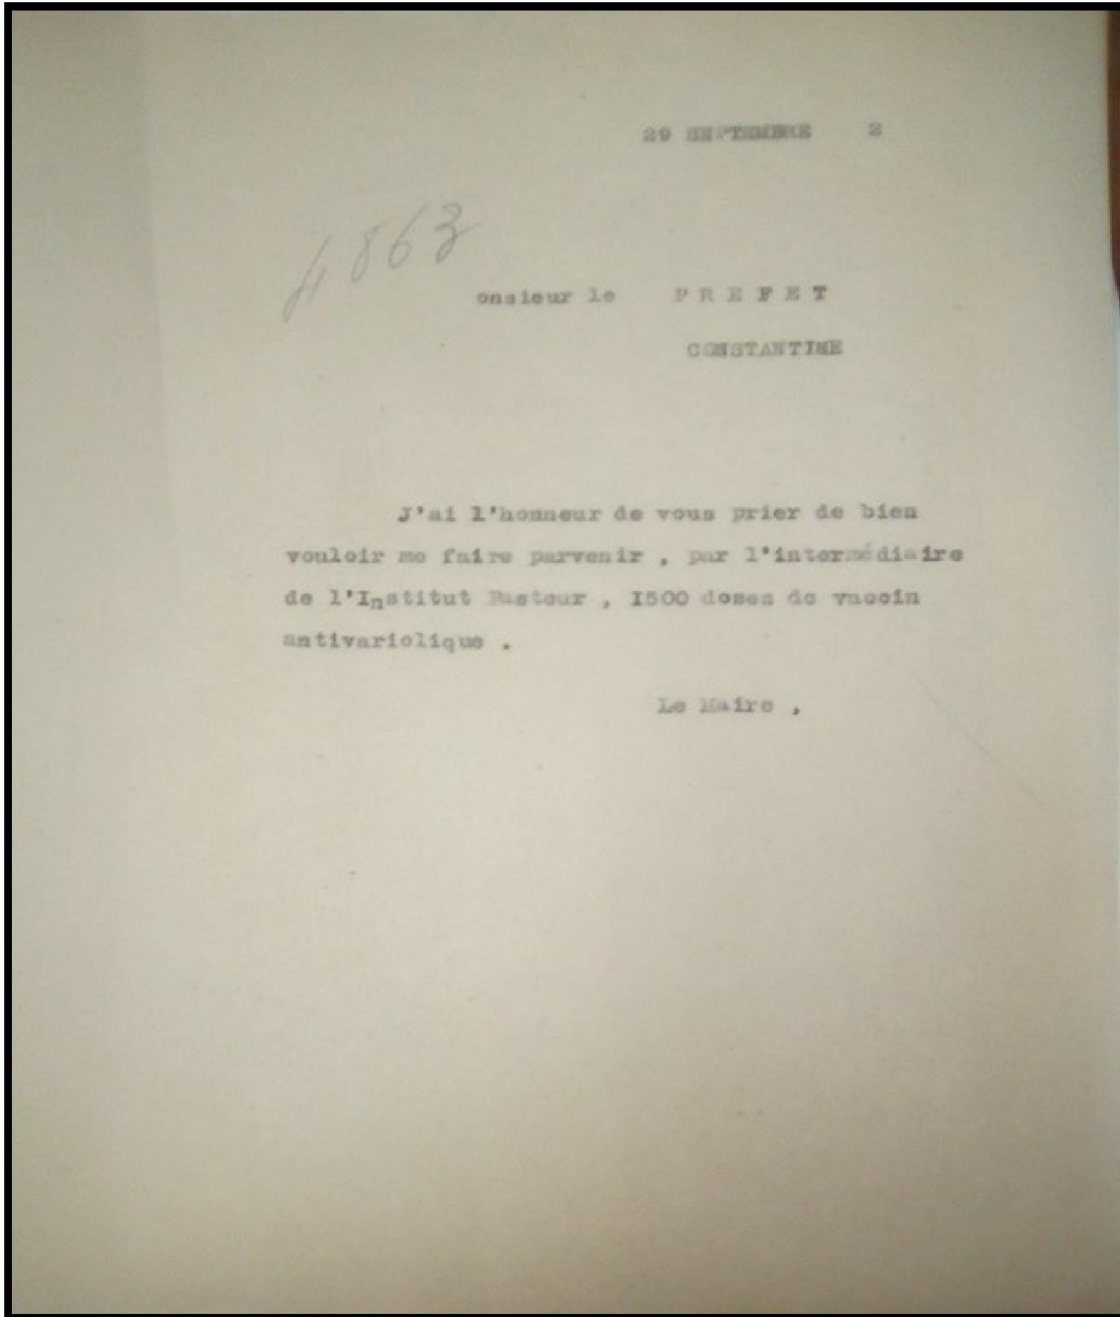 29 SEPTEMBRE 2
4863
onsieur le P R E F E T
CONSTANTINE
J'ai l'honneur de vous prier de bien
vouloir me faire parvenir , par l'intermédiaire
de l'Institut Pasteur , I500 doses de vaccin
antivariolique .
Le Maire ,